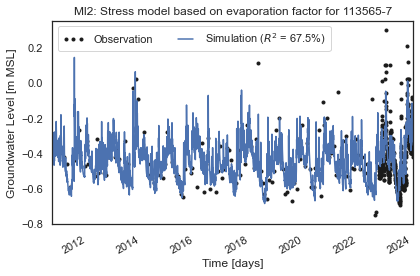 MI2: Stress model based on evaporation factor for 113565-7
Observation
Simulation (R² = 67.5%)
Groundwater Level [m MSL]
0.2
0.0
−0.2
−0.4
−0.6
−0.8
2012
2014
2016
2018
2020
2022
2024
Time [days]